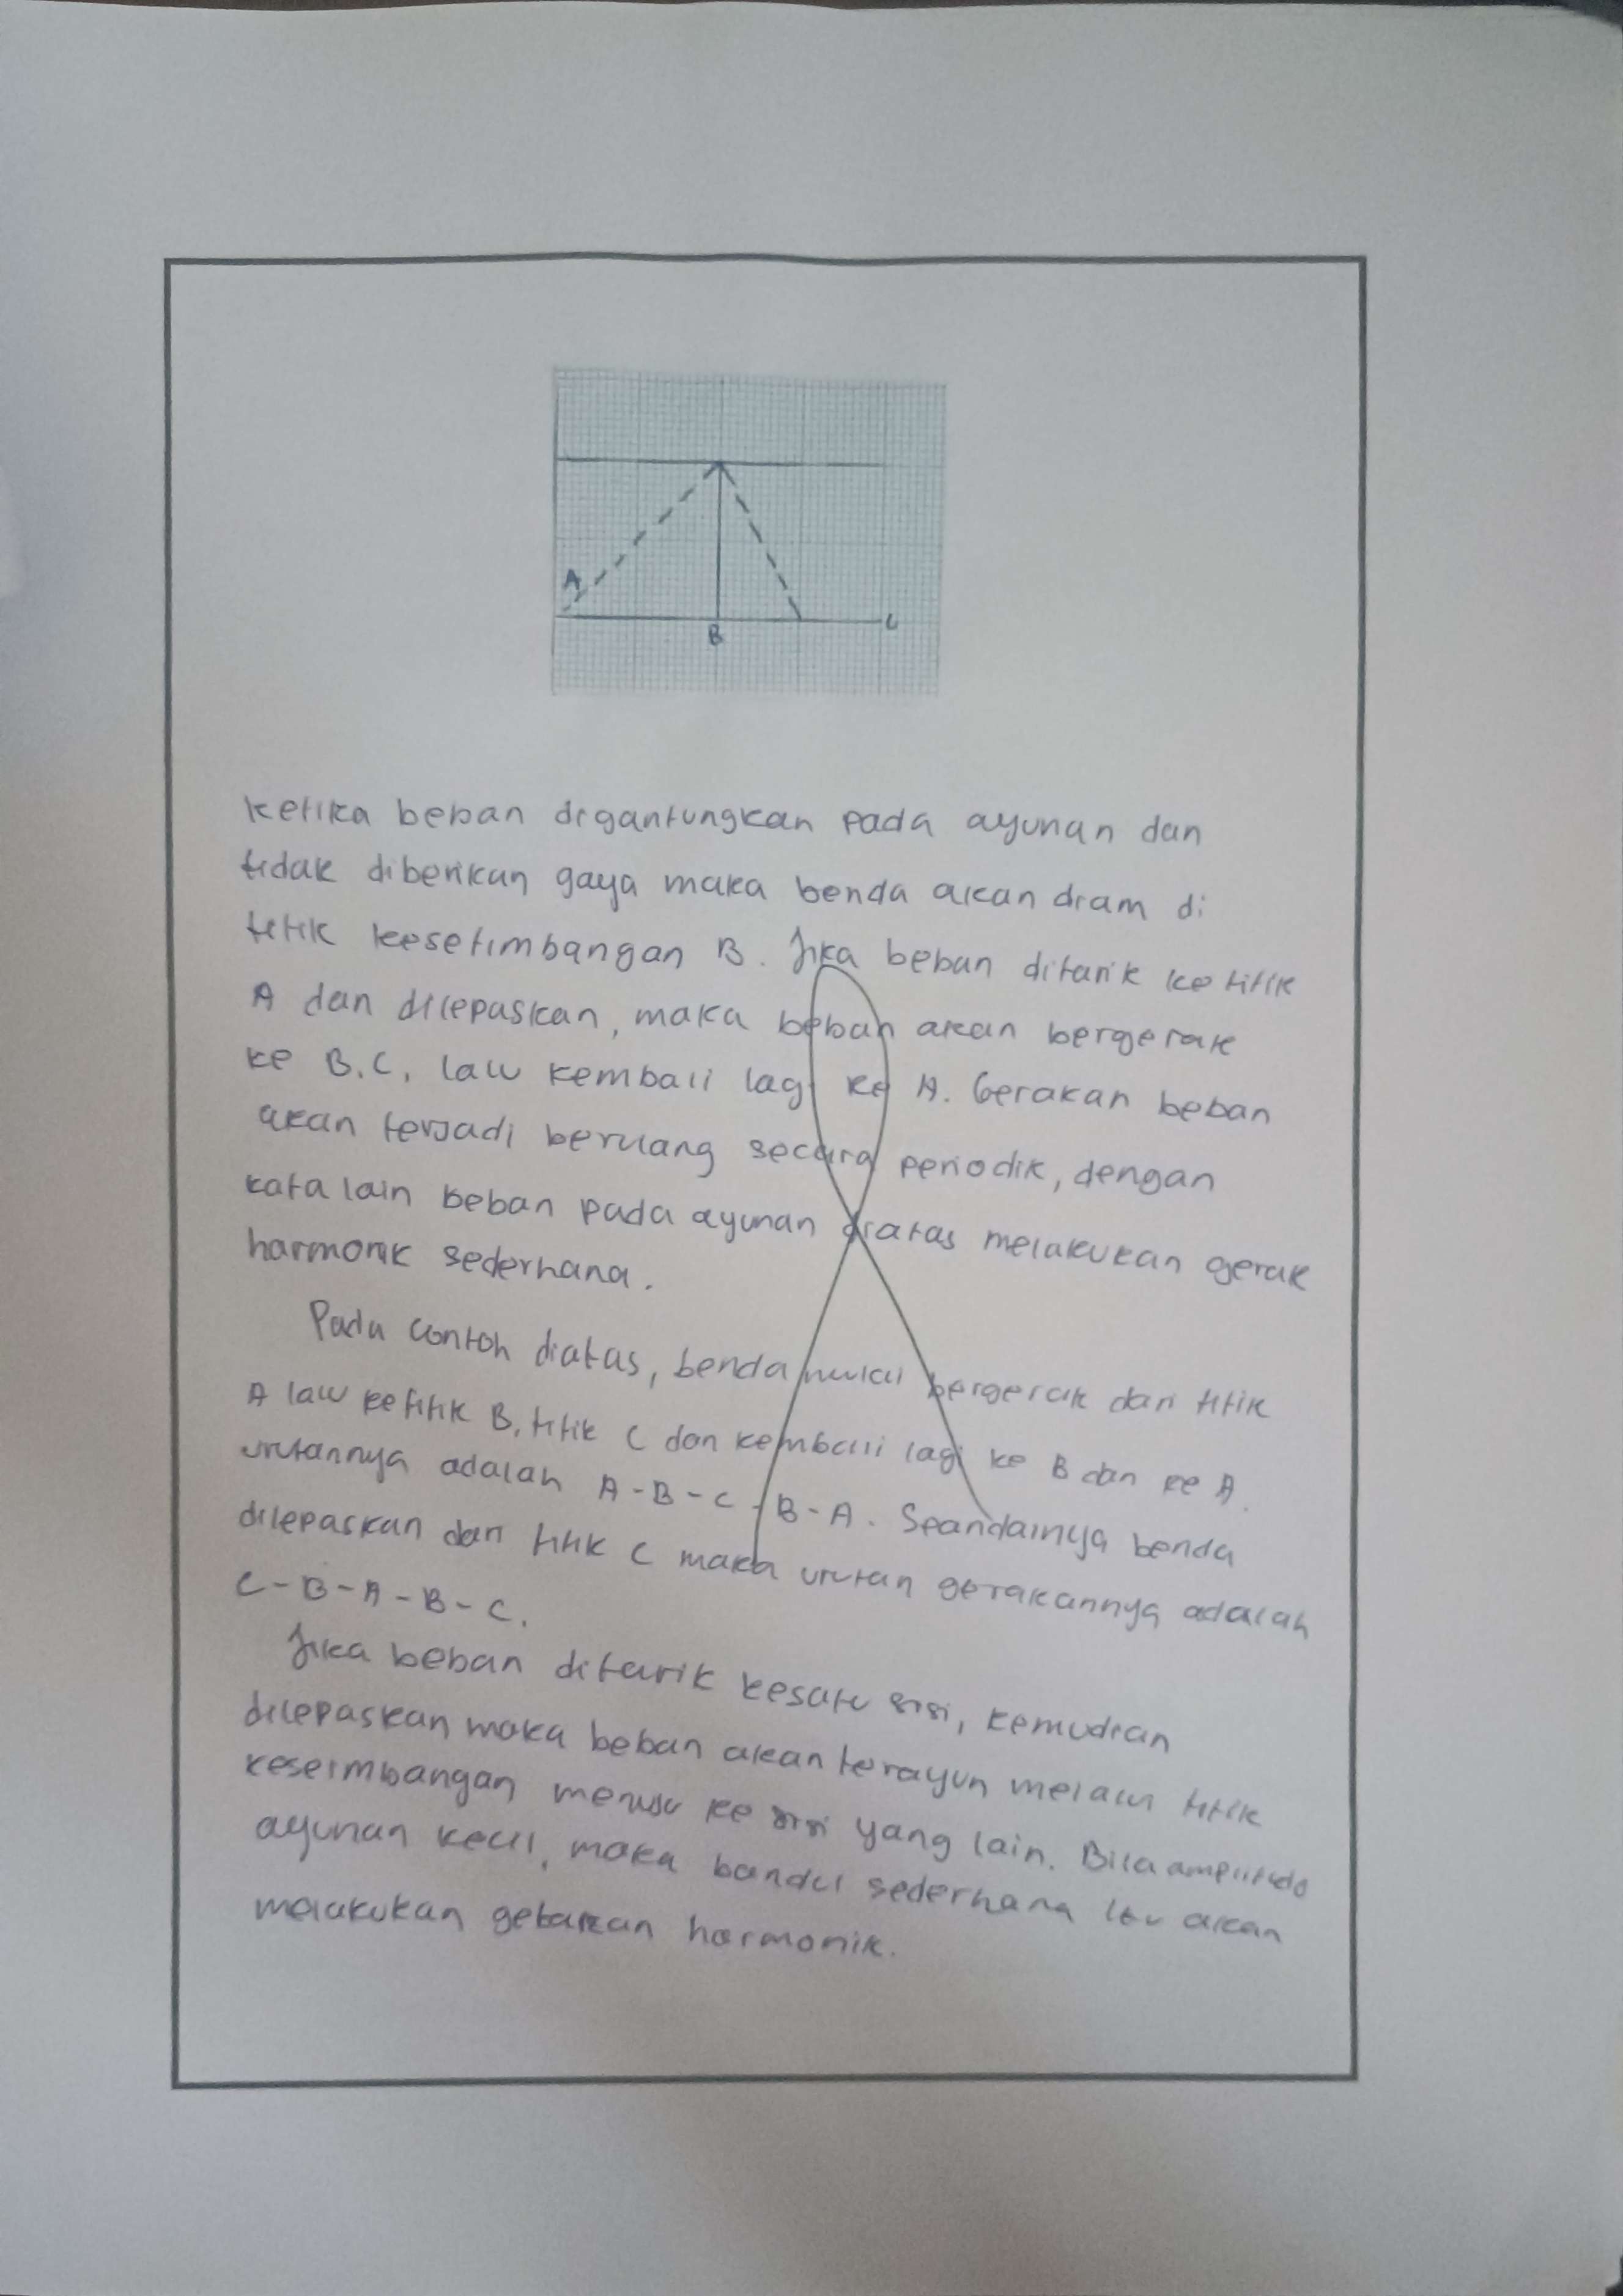 A
B
C
Ketika beban digantungkan pada ayunan dan
tidak diberikan gaya maka benda akan diam di
titik kesetimbangan B. Jika beban ditarik ke titik
A dan dilepaskan, maka beban akan bergerak
ke B.C, lalu kembali lagi ke A. Gerakan beban
akan terjadi berulang secara periodik, dengan
kata lain beban pada ayunan diatas melakukan gerak
harmonik sederhana.
Pada contoh diatas, benda mulai bergerak dari titik
A lalu ke titik B, titik C dan kembali lagi ke B dan ke A.
urutannya adalah A-B-C-B-A. Seandainya benda
dilepaskan dari titik C maka urutan gerakannya adalah
C-B-A-B-C.
Jika beban ditarik kesatu sisi, kemudian
dilepaskan maka beban akan terayun melalui titik
keseimbangan menuju ke sisi yang lain. Bila amplitudo
ayunan kecil, maka bandul sederhana itu akan
melakukan getaran harmonik.